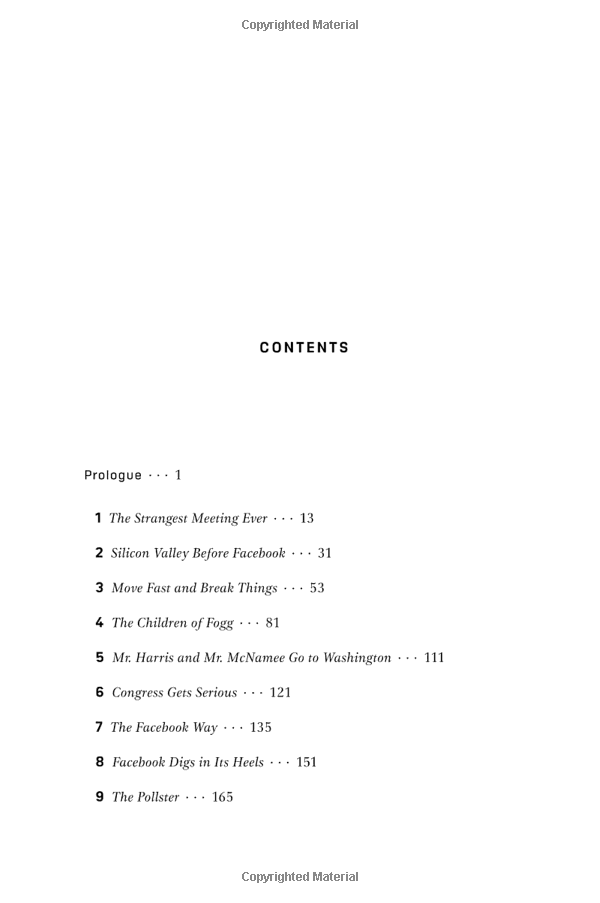 Copyrighted Material
CONTENTS
Prologue · · · 1
1 The Strangest Meeting Ever · · · 13
2 Silicon Valley Before Facebook · · · 31
3 Move Fast and Break Things · · · 53
4 The Children of Fogg · · · 81
5 Mr. Harris and Mr. McNamee Go to Washington · · · 111
6 Congress Gets Serious · · · 121
7 The Facebook Way · · · 135
8 Facebook Digs in Its Heels · · · 151
9 The Pollster · · · 165
Copyrighted Material